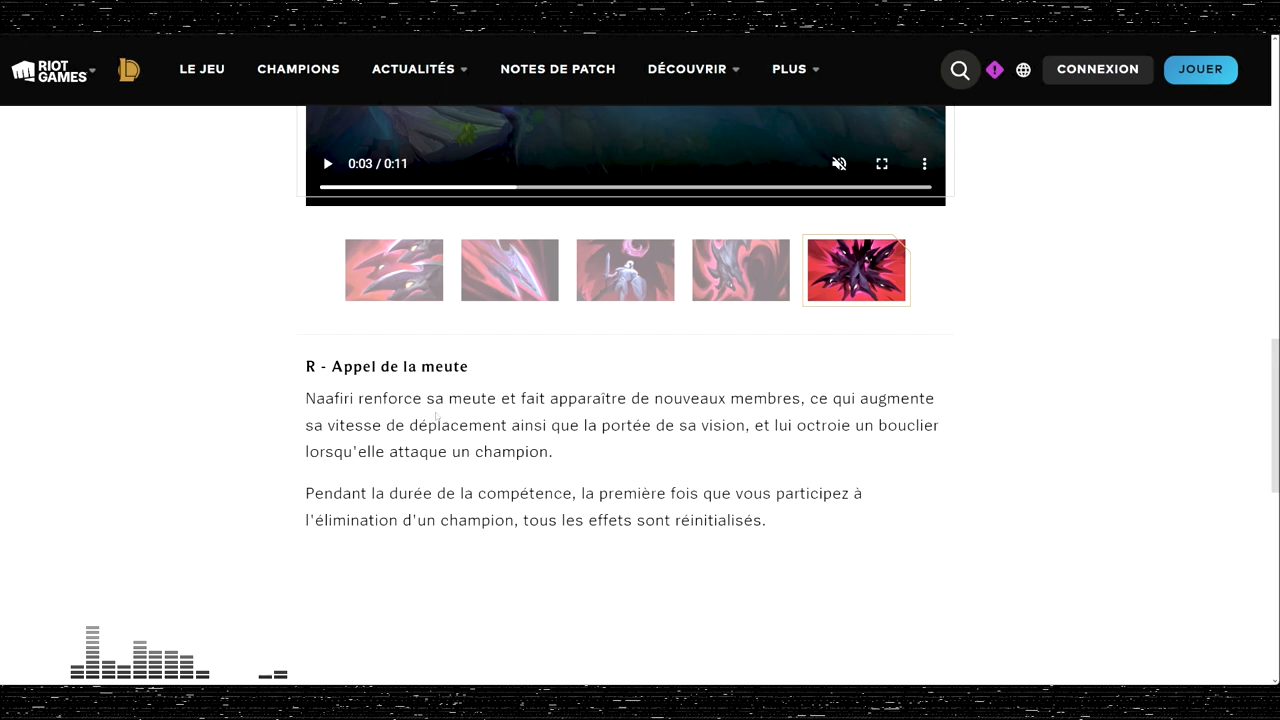 RIOT GAMES LE JEU CHAMPIONS ACTUALITÉS NOTES DE PATCH DÉCOUVRIR PLUS CONNEXION JOUER
0:03 / 0:11
R - Appel de la meute
Naafiri renforce sa meute et fait apparaître de nouveaux membres, ce qui augmente
sa vitesse de déplacement ainsi que la portée de sa vision, et lui octroie un bouclier
lorsqu'elle attaque un champion.
Pendant la durée de la compétence, la première fois que vous participez à
l'élimination d'un champion, tous les effets sont réinitialisés.